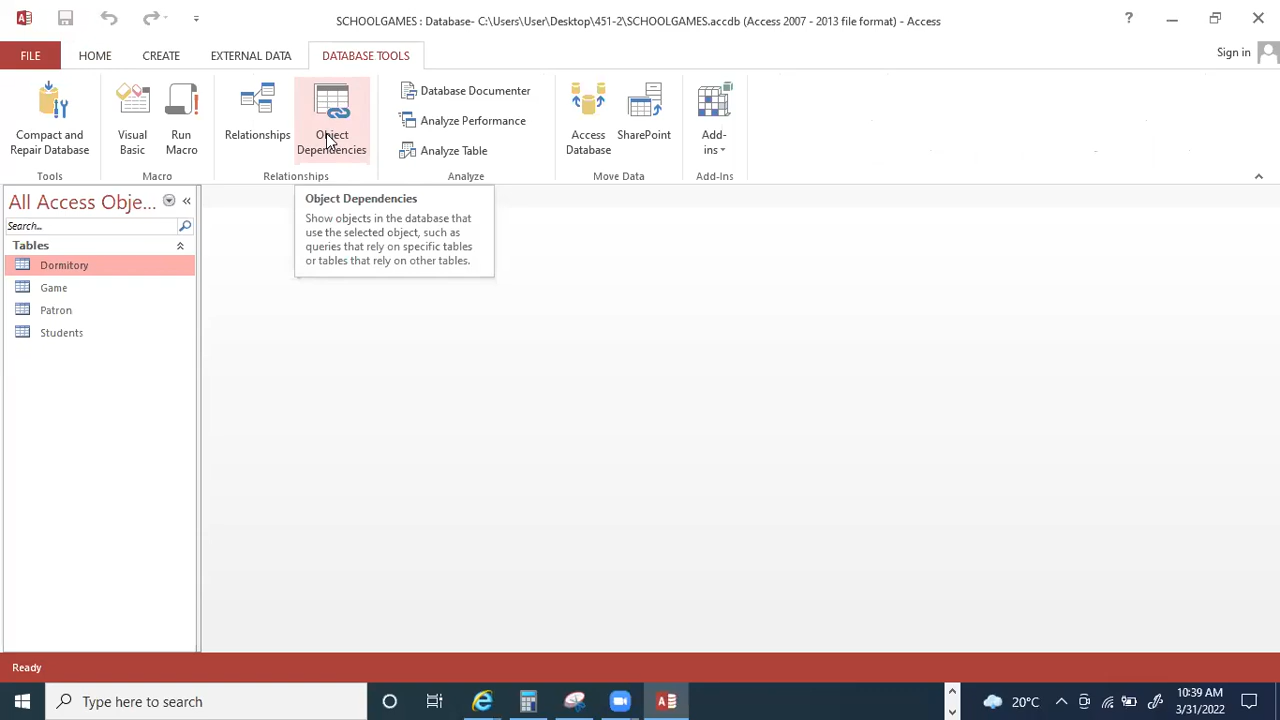 SCHOOLGAMES : Database- C:\Users\User\Desktop\451-2\SCHOOLGAMES.accdb (Access 2007 - 2013 file format) - Access
?
FILE HOME CREATE EXTERNAL DATA DATABASE TOOLS Sign in
Compact and
Repair Database
Visual
Basic
Run
Macro
Relationships
Object
Dependencies
Database Documenter
Analyze Performance
Analyze Table
Access
Database
SharePoint
Add-
ins
Tools Macro Relationships Analyze Move Data Add-Ins
All Access Obje... «
Search...
Tables
Dormitory
Game
Patron
Students
Object Dependencies
Show objects in the database that
use the selected object, such as
queries that rely on specific tables
or tables that rely on other tables.
Ready
Type here to search
20°C
10:39 AM
3/31/2022